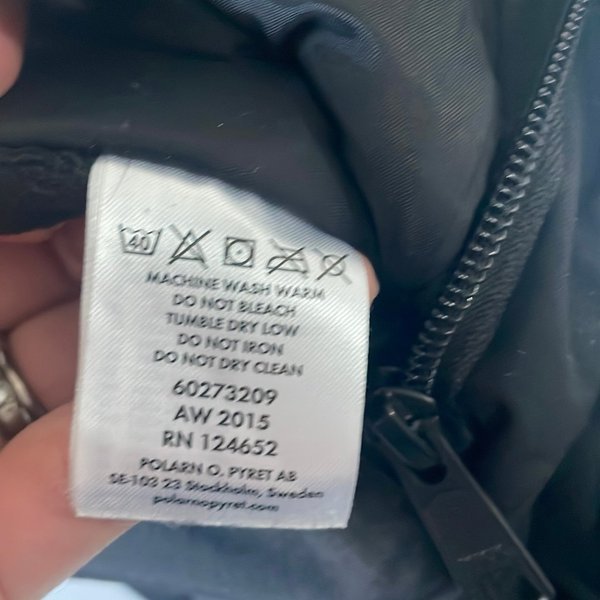 40
MACHINE WASH WARM
DO NOT BLEACH
TUMBLE DRY LOW
DO NOT IRON
DO NOT DRY CLEAN
60273209
AW 2015
RN 124652
POLARN O. PYRET AB
SE-103 23 Stockholm, Sweden
polarnopyret.com